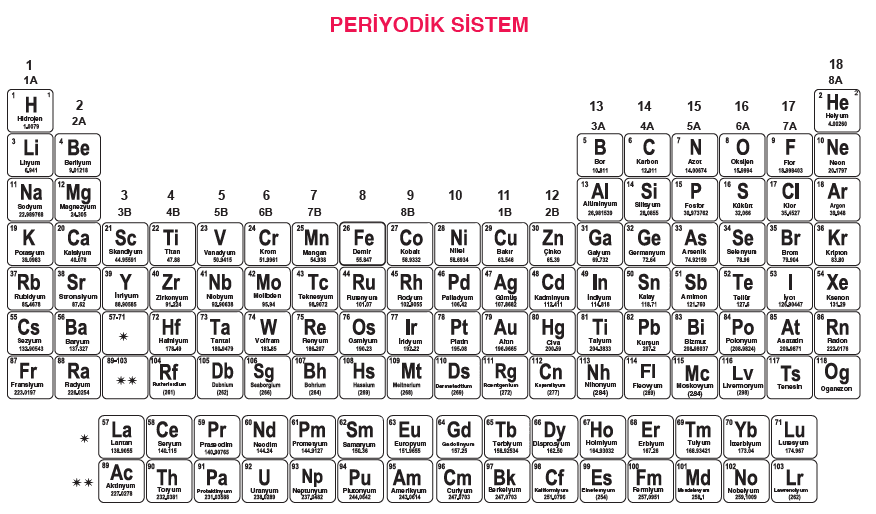 PERİYODİK SİSTEM
1 18
1A 8A
1 2 2
H He
Hidrojen Helyum
1.0079 4.00260
2 13 14 15 16 17
2A 3A 4A 5A 6A 7A
3 4 5 6 7 8 9 10
Li Be B C N O F Ne
Lityum Berilyum Bor Karbon Azot Oksijen Flor Neon
6.941 9.01218 10.811 12.011 14.00674 15.9994 18.998403 20.1797
11 12 13 14 15 16 17 18
Na Mg Al Si P S Cl Ar
Sodyum Magnezyum Alüminyum Silisyum Fosfor Kükürt Klor Argon
22.989768 24.305 26.981539 28.0855 30.973762 32.066 35.4527 39.948
3 4 5 6 7 8 9 10 11 12
3B 4B 5B 6B 7B 8B 1B 2B
19 20 21 22 23 24 25 26 27 28 29 30 31 32 33 34 35 36
K Ca Sc Ti V Cr Mn Fe Co Ni Cu Zn Ga Ge As Se Br Kr
Potasyum Kalsiyum Skandiyum Titan Vanadyum Krom Mangan Demir Kobalt Nikel Bakır Çinko Galyum Germanyum Arsenik Selenyum Brom Kripton
39.0983 40.078 44.95591 47.88 50.9415 51.9961 54.938 55.847 58.9332 58.6934 63.546 65.39 69.732 72.64 74.92159 78.96 79.904 83.80
37 38 39 40 41 42 43 44 45 46 47 48 49 50 51 52 53 54
Rb Sr Y Zr Nb Mo Tc Ru Rh Pd Ag Cd In Sn Sb Te I Xe
Rubidyum Stronsiyum İtriyum Zirkonyum Niobyum Molibden Teknesyum Rutenyum Rodyum Palladyum Gümüş Kadmiyum İndiyum Kalay Antimon Tellür İyot Ksenon
85.4678 87.62 88.90585 91.224 92.90638 95.94 98.9072 101.07 102.9055 106.42 107.8682 112.411 114.818 118.71 121.760 127.6 126.90447 131.29
55 56 57-71 72 73 74 75 76 77 78 79 80 81 82 83 84 85 86
Cs Ba * Hf Ta W Re Os Ir Pt Au Hg Ti Pb Bi Po At Rn
Sezyum Baryum Hafniyum Tantal Volfram Renyum Osmiyum İridyum Platin Altın Civa Talyum Kurşun Bizmut Polonyum Astatin Radon
132.90543 137.327 178.49 180.9479 183.85 186.207 190.23 192.22 195.08 196.9665 200.59 204.3833 207.2 208.98037 (208.9824) 209.9871 222.0176
87 88 89-103 104 105 106 107 108 109 110 111 112 113 114 115 116 117 118
Fr Ra ** Rf Db Sg Bh Hs Mt Ds Rg Cn Nh Fl Mc Lv Ts Og
Fransiyum Radyum Rutherfordium Dubnium Seaborgium Bohrium Hassium Meitnerium Darmstadtium Roentgentium Kopernikyum Nihonyum Flevoyum Moskovyum Livermoryum Tenesin Oganezon
223.0197 226.0254 (261) (262) (266) (264) (269) (268) (269) (272) (277) (284) (289) (284) (298)
57 58 59 60 61 62 63 64 65 66 67 68 69 70 71
* La Ce Pr Nd Pm Sm Eu Gd Tb Dy Ho Er Tm Yb Lu
Lantan Seryum Praseodim Neodim Prometyum Samaryum Evropyum Gadolinyum Terbiyum Disprosyum Holmiyum Erbiyum Tulyum İtterbiyum Lutesyum
138.9055 140.115 140.90765 144.24 144.9127 150.36 151.9655 157.25 158.92534 162.50 164.93032 167.26 168.93421 173.04 174.967
89 90 91 92 93 94 95 96 97 98 99 100 101 102 103
** Ac Th Pa U Np Pu Am Cm Bk Cf Es Fm Md No Lr
Aktinyum Toryum Protaktinyum Uranyum Neptunyum Plutonyum Amerikyum Curiyum Berkelyum Kaliforniyum Einsteinyum Fermiyum Mendelevyum Nobelyum Lawrensiyum
227.0278 232.0381 231.03588 238.0289 237.0482 244.0642 243.0614 247.0703 247.0703 251.0796 (254) 257.0951 258.1 259.1009 (262)